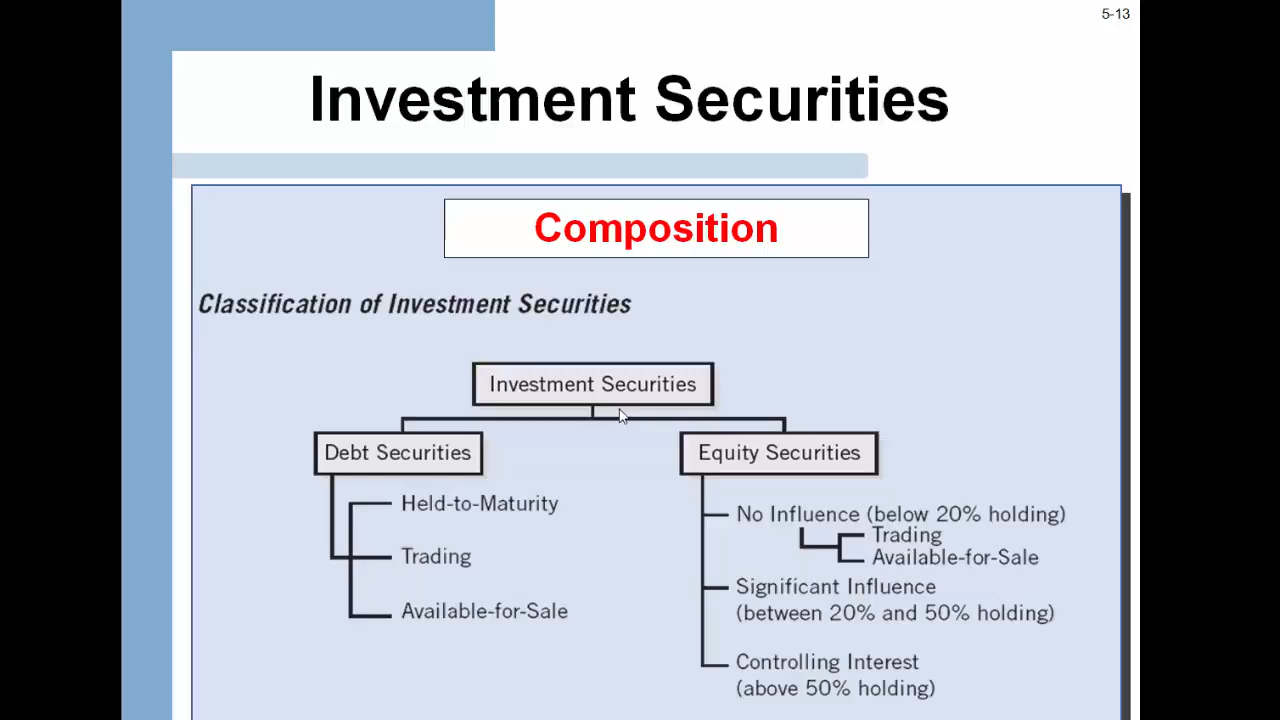 5-13
Investment Securities
Composition
Classification of Investment Securities
Investment Securities
Debt Securities
Held-to-Maturity
Trading
Available-for-Sale
Equity Securities
No Influence (below 20% holding)
Trading
Available-for-Sale
Significant Influence
(between 20% and 50% holding)
Controlling Interest
(above 50% holding)